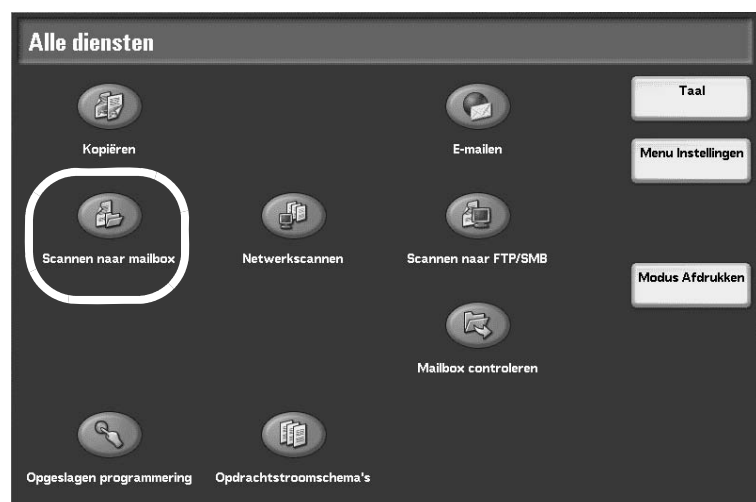 Alle diensten
Taal
Kopiëren
E-mailen
Menu Instellingen
Scannen naar mailbox
Netwerkscannen
Scannen naar FTP/SMB
Modus Afdrukken
Mailbox controleren
Opgeslagen programmering
Opdrachtstroomschema's